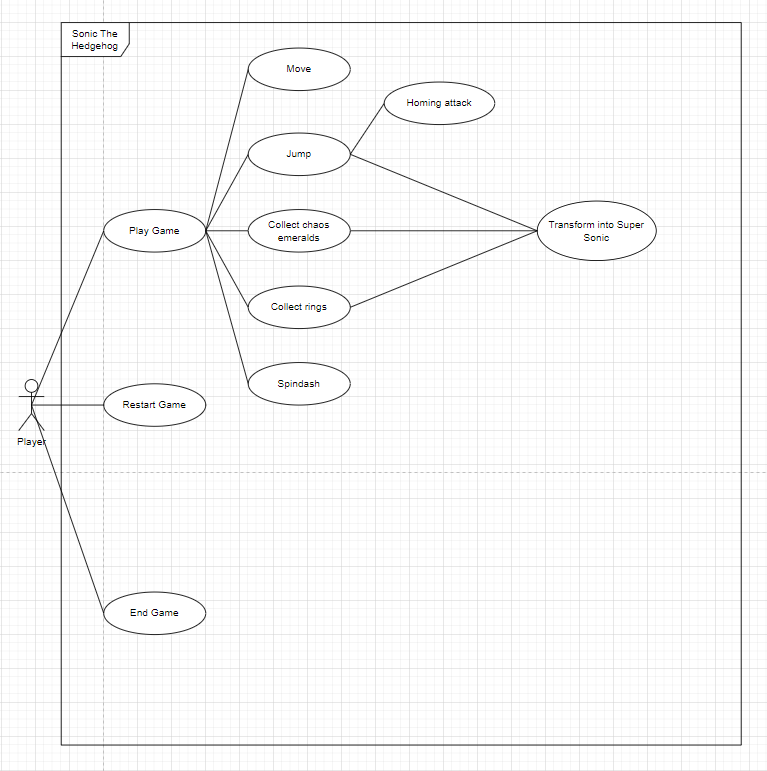 Sonic The
Hedgehog
Move
Homing attack
Jump
Play Game
Collect chaos
emeralds
Transform into Super
Sonic
Collect rings
Spindash
Restart Game
Player
End Game